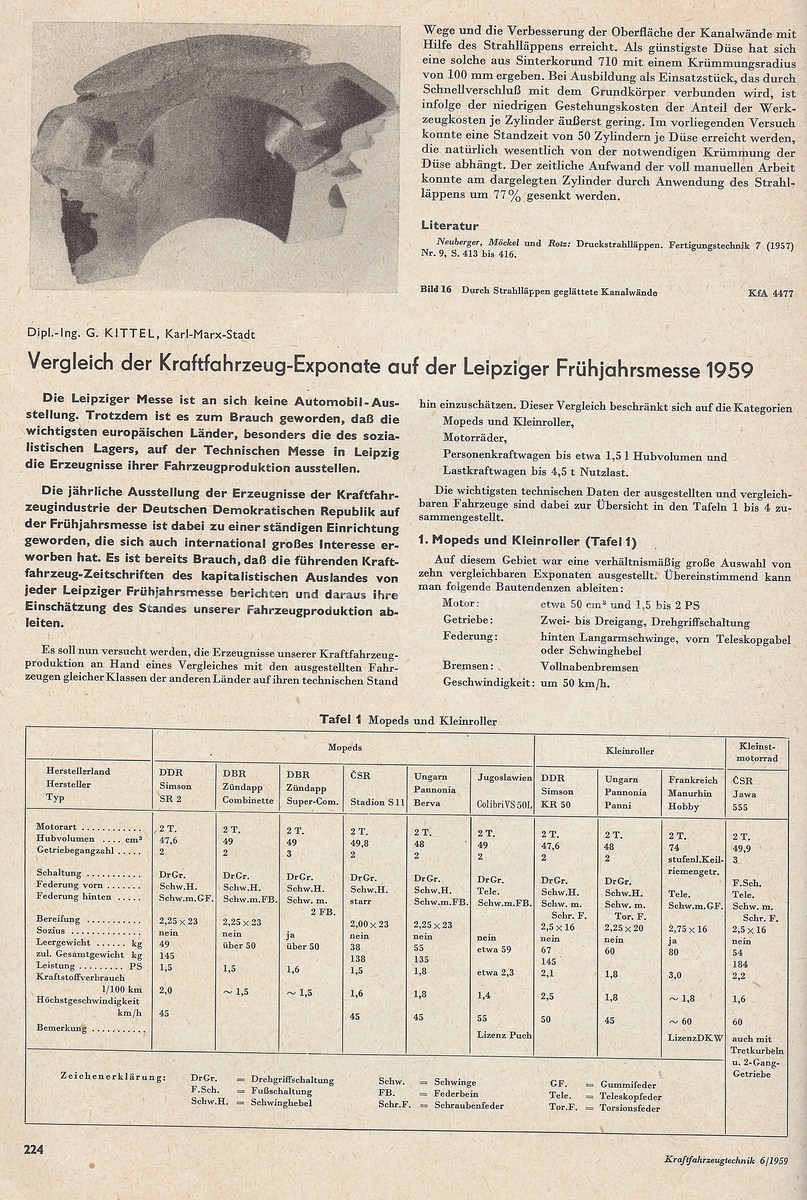 Wege und die Verbesserung der Oberfläche der Kanalwände mit
Hilfe des Strahlläppens erreicht. Als günstigste Düse hat sich
eine solche aus Sinterkorund 710 mit einem Krümmungsradius
von 100 mm ergeben. Bei Ausbildung als Einsatzstück, das durch
Schnellverschluß mit dem Grundkörper verbunden wird, ist
infolge der niedrigen Gestehungskosten der Anteil der Werk-
zeugkosten je Zylinder äußerst gering. Im vorliegenden Versuch
konnte eine Standzeit von 50 Zylindern je Düse erreicht werden,
die natürlich wesentlich von der notwendigen Krümmung der
Düse abhängt. Der zeitliche Aufwand der voll manuellen Arbeit
konnte am dargelegten Zylinder durch Anwendung des Strahl-
läppens um 77% gesenkt werden.
Literatur
Neuberger, Möckel und Rotz: Druckstrahlläppen. Fertigungstechnik 7 (1957)
Nr. 9, S. 413 bis 416.
Bild 16 Durch Strahlläppen geglättete Kanalwände KfA 4477
Dipl.-Ing. G. KITTEL, Karl-Marx-Stadt
Vergleich der Kraftfahrzeug-Exponate auf der Leipziger Frühjahrsmesse 1959
Die Leipziger Messe ist an sich keine Automobil-Aus-
stellung. Trotzdem ist es zum Brauch geworden, daß die
wichtigsten europäischen Länder, besonders die des sozia-
listischen Lagers, auf der Technischen Messe in Leipzig
die Erzeugnisse ihrer Fahrzeugproduktion ausstellen.
Die jährliche Ausstellung der Erzeugnisse der Kraftfahr-
zeugindustrie der Deutschen Demokratischen Republik auf
der Frühjahrsmesse ist dabei zu einer ständigen Einrichtung
geworden, die sich auch international großes Interesse er-
worben hat. Es ist bereits Brauch, daß die führenden Kraft-
fahrzeug-Zeitschriften des kapitalistischen Auslandes von
jeder Leipziger Frühjahrsmesse berichten und daraus ihre
Einschätzung des Standes unserer Fahrzeugproduktion ab-
leiten.
Es soll nun versucht werden, die Erzeugnisse unserer Kraftfahrzeug-
produktion an Hand eines Vergleiches mit den ausgestellten Fahr-
zeugen gleicher Klassen der anderen Länder auf ihren technischen Stand
hin einzuschätzen. Dieser Vergleich beschränkt sich auf die Kategorien
Mopeds und Kleinroller,
Motorräder,
Personenkraftwagen bis etwa 1,5 l Hubvolumen und
Lastkraftwagen bis 4,5 t Nutzlast.
Die wichtigsten technischen Daten der ausgestellten und vergleich-
baren Fahrzeuge sind dabei zur Übersicht in den Tafeln 1 bis 4 zu-
sammengestellt.
1. Mopeds und Kleinroller (Tafel 1)
Auf diesem Gebiet war eine verhältnismäßig große Auswahl von
zehn vergleichbaren Exponaten ausgestellt. Übereinstimmend kann
man folgende Bautendenzen ableiten:
Motor: etwa 50 cm³ und 1,5 bis 2 PS
Getriebe: Zwei- bis Dreigang, Drehgriffschaltung
Federung: hinten Langarmschwinge, vorn Teleskopgabel
oder Schwinghebel
Bremsen: Vollnabenbremsen
Geschwindigkeit: um 50 km/h.
Tafel 1 Mopeds und Kleinroller
Mopeds Kleinroller Kleinst-
motorrad
Herstellerland DDR DBR DBR ČSR Ungarn Jugoslawien DDR Ungarn Frankreich ČSR
Hersteller Simson Zündapp Zündapp Pannonia Simson Pannonia Manurhin Jawa
Typ SR 2 Combinette Super-Com. Stadion S11 Berva ColibriVS50L KR 50 Panni Hobby 555
Motorart ............ 2 T. 2 T. 2 T. 2 T. 2 T. 2 T. 2 T. 2 T. 2 T. 2 T.
Hubvolumen .... cm³ 47,6 49 49 49,8 48 49 47,6 48 74 49,9
Getriebegangzahl ..... 2 2 3 2 2 2 2 2 stufenl.Keil- 3
riemengetr.
Schaltung ........... DrGr. DrGr. DrGr. DrGr. DrGr. DrGr. DrGr. DrGr. F.Sch.
Federung vorn ....... Schw.H. Schw.H. Schw.H. Schw.H. Schw.H. Tele. Schw.H. Schw.H. Tele. Tele.
Federung hinten ..... Schw.m.GF. Schw.m.FB. Schw. m. starr Schw.m.FB. Schw.m.FB. Schw. m. Schw. m. Schw.m.GF. Schw. m.
2 FB. Schr. F. Tor. F. Schr. F.
Bereifung ........... 2,25 x 23 2,25 x 23 2,00 x 23 2,25 x 23 2,5 x 16 2,25 x 20 2,75 x 16 2,5 x 16
Sozius .............. nein nein ja nein nein nein nein nein ja nein
Leergewicht ...... kg 49 über 50 über 50 38 55 etwa 59 67 60 80 54
zul. Gesamtgewicht kg 145 138 135 145 184
Leistung ......... PS 1,5 1,5 1,6 1,5 1,8 etwa 2,3 2,1 1,8 3,0 2,2
Kraftstoffverbrauch
1/100 km 2,0 ~ 1,5 ~ 1,5 1,6 1,8 1,4 2,5 1,8 ~ 1,8 1,6
Höchstgeschwindigkeit
km/h 45 45 45 55 50 45 ~ 60 60
Bemerkung ........... Lizenz Puch LizenzDKW auch mit
Tretkurbeln
u. 2-Gang-
Getriebe
Zeichenerklärung: DrGr. = Drehgriffschaltung Schw. = Schwinge GF. = Gummifeder
F.Sch. = Fußschaltung FB. = Federbein Tele. = Teleskopfeder
Schw.H. = Schwinghebel Schr.F. = Schraubenfeder Tor.F. = Torsionsfeder
224
Kraftfahrzeugtechnik 6/1959